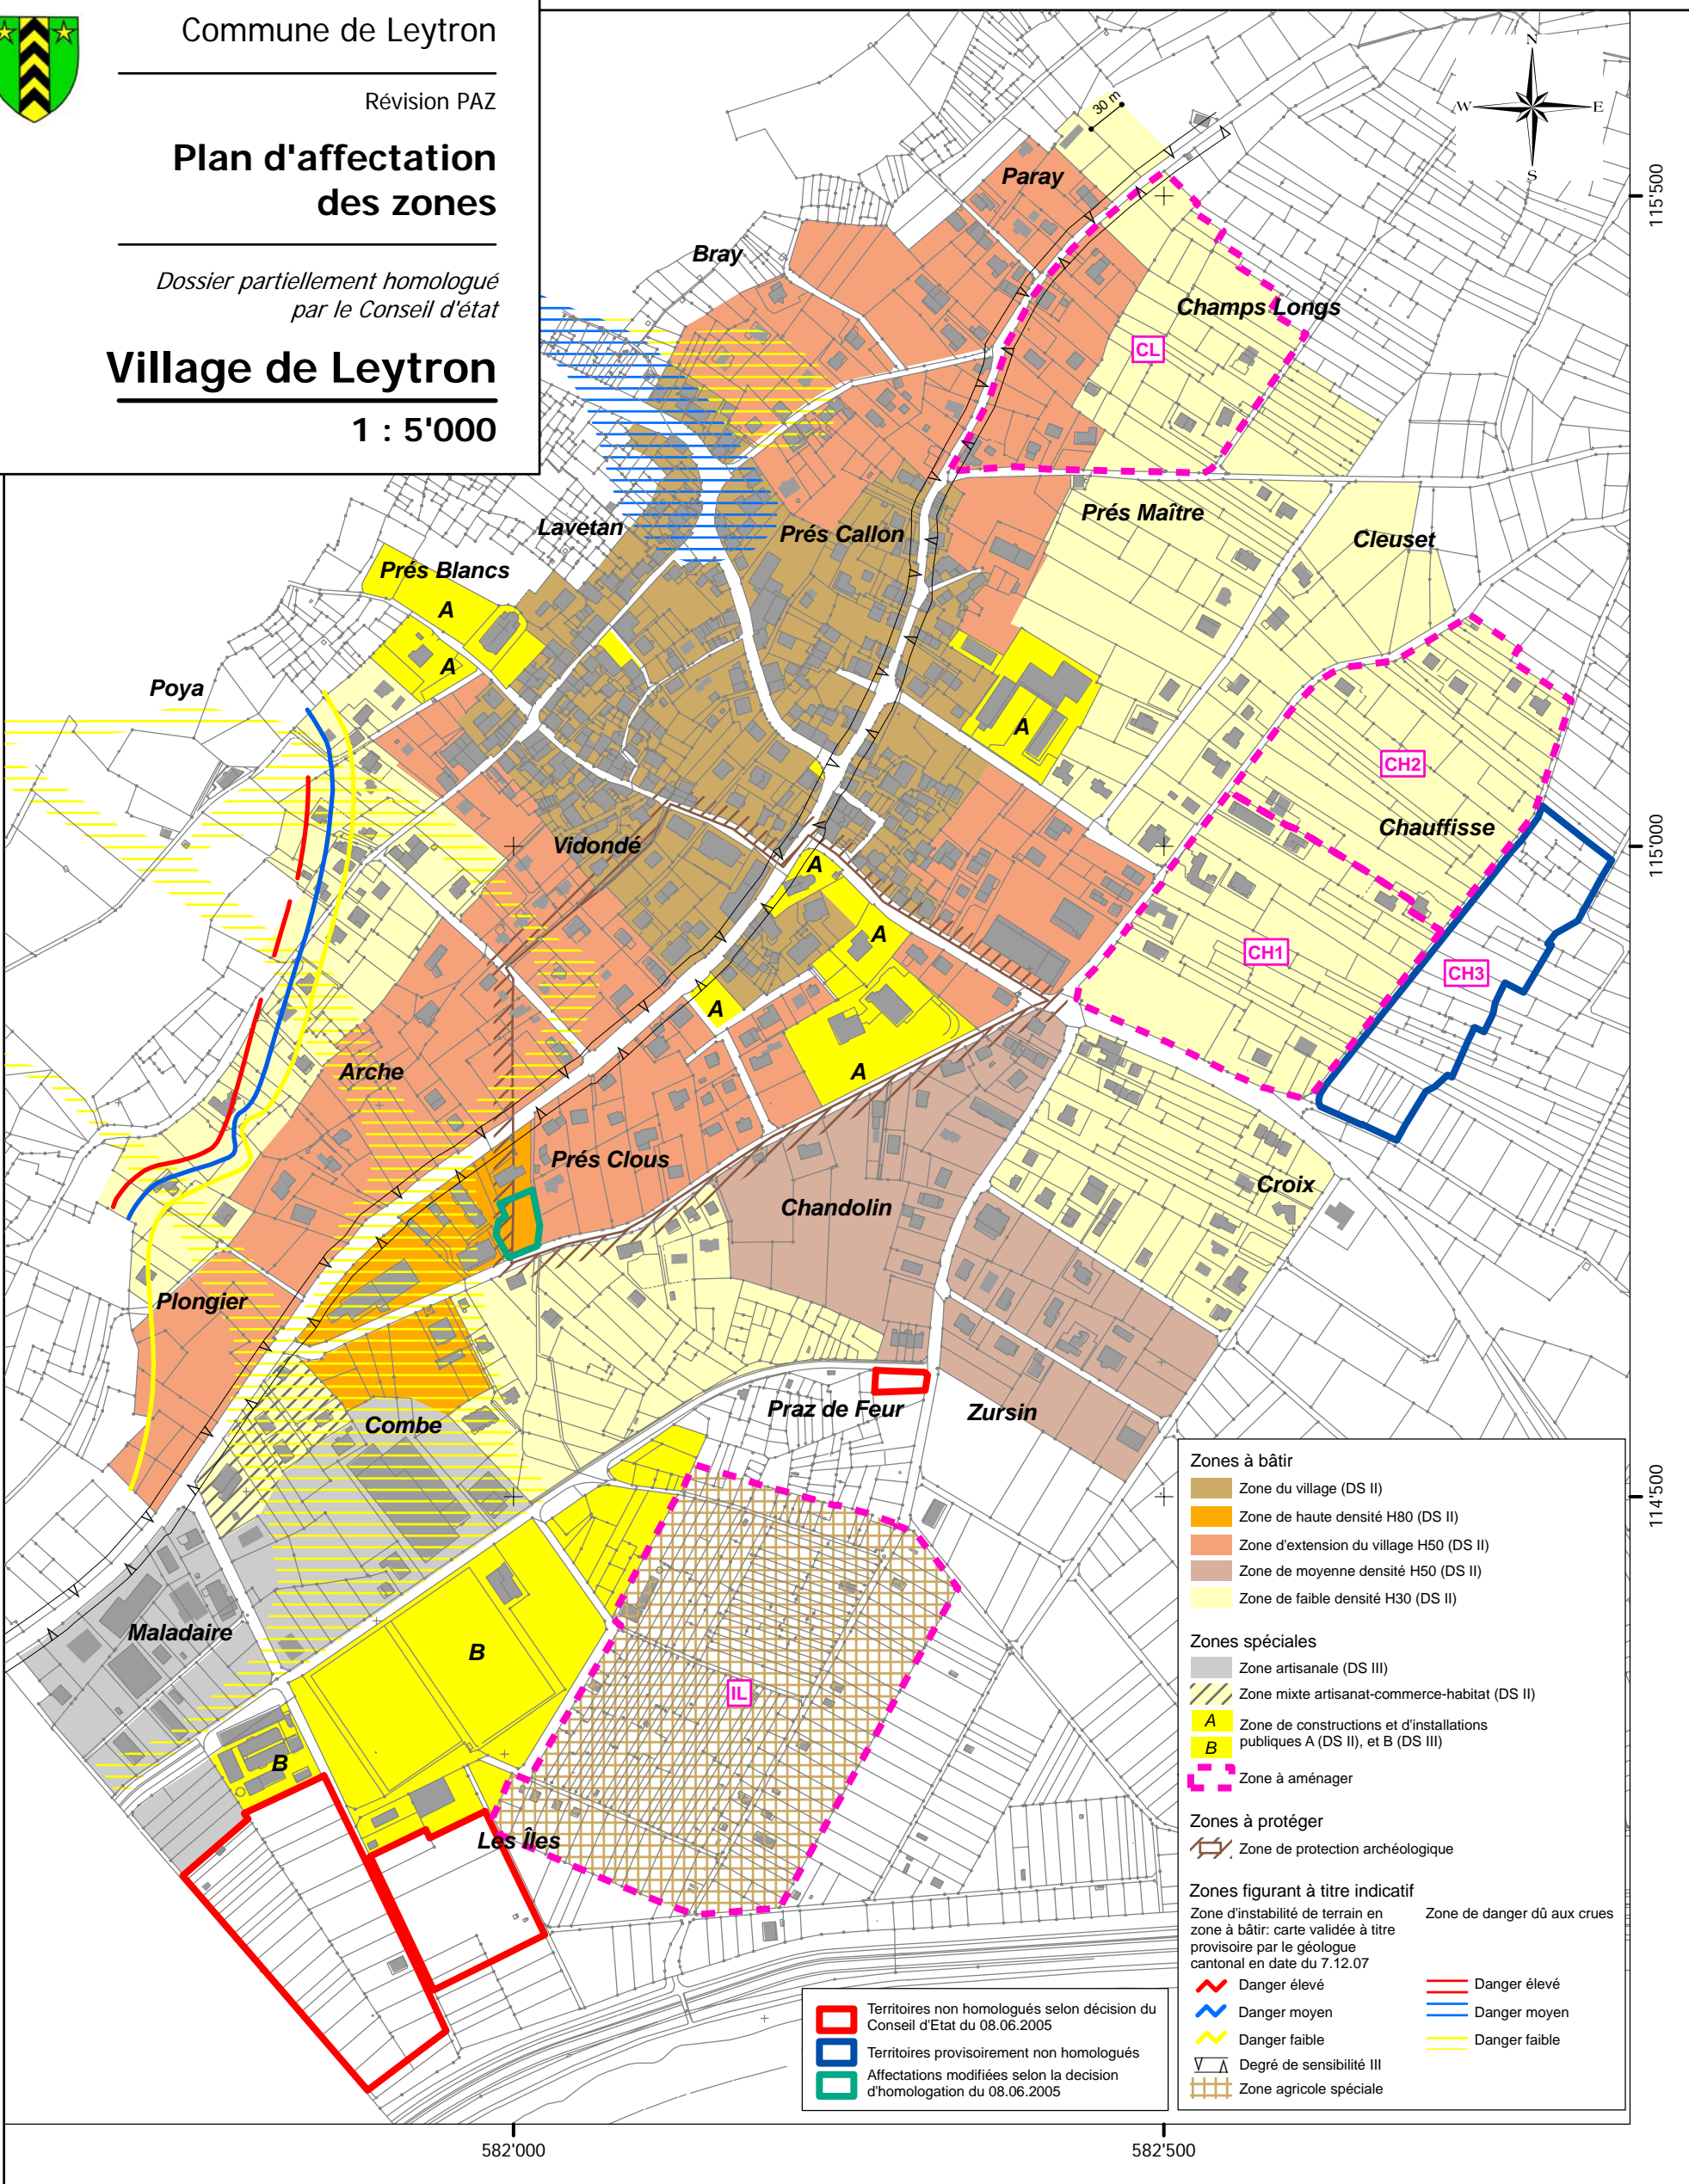 Commune de Leytron
Révision PAZ
Plan d'affectation
des zones
Dossier partiellement homologué
par le Conseil d'état
Village de Leytron
1 : 5'000
N
W
E
S
30 m
115'500
Paray
Bray
Champs Longs
CL
Prés Maître
Lavetan
Prés Callon
Cleuset
Prés Blancs
A
A
Poya
A
CH2
Chauffisse
115'000
Vidondé
A
A
CH1
CH3
A
Arche
A
Prés Clous
Croix
Chandolin
Plongier
Praz de Feur
Zursin
Combe
114'500
Maladaire
B
IL
B
Les Îles
Zones à bâtir
Zone du village (DS II)
Zone de haute densité H80 (DS II)
Zone d'extension du village H50 (DS II)
Zone de moyenne densité H50 (DS II)
Zone de faible densité H30 (DS II)
Zones spéciales
Zone artisanale (DS III)
Zone mixte artisanat-commerce-habitat (DS II)
A
B
Zone de constructions et d'installations
publiques A (DS II), et B (DS III)
Zone à aménager
Zones à protéger
Zone de protection archéologique
Zones figurant à titre indicatif
Zone d'instabilité de terrain en
zone à bâtir: carte validée à titre
provisoire par le géologue
cantonal en date du 7.12.07
Danger élevé
Danger moyen
Danger faible
Zone de danger dû aux crues
Danger élevé
Danger moyen
Danger faible
Degré de sensibilité III
Zone agricole spéciale
Territoires non homologués selon décision du
Conseil d'Etat du 08.06.2005
Territoires provisoirement non homologués
Affectations modifiées selon la decision
d'homologation du 08.06.2005
582'000
582'500